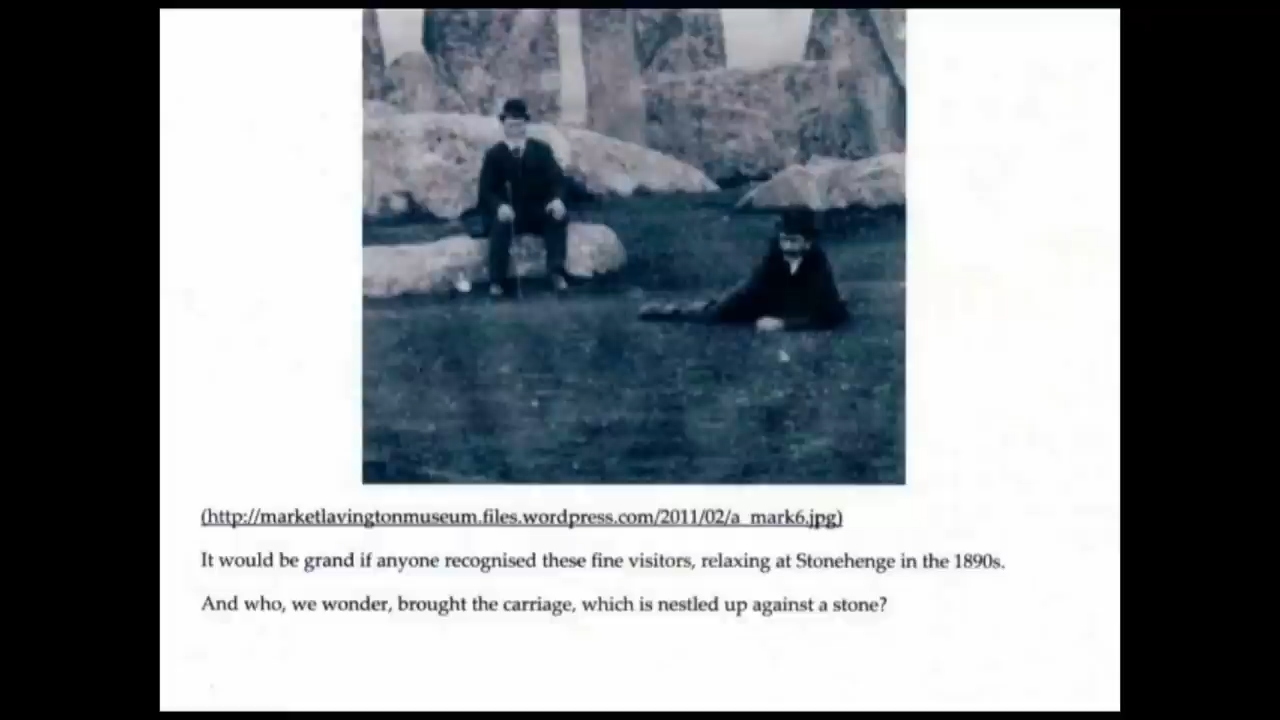 (http://marketlavingtonmuseum.files.wordpress.com/2011/02/a_mark6.jpg)
It would be grand if anyone recognised these fine visitors, relaxing at Stonehenge in the 1890s.
And who, we wonder, brought the carriage, which is nestled up against a stone?